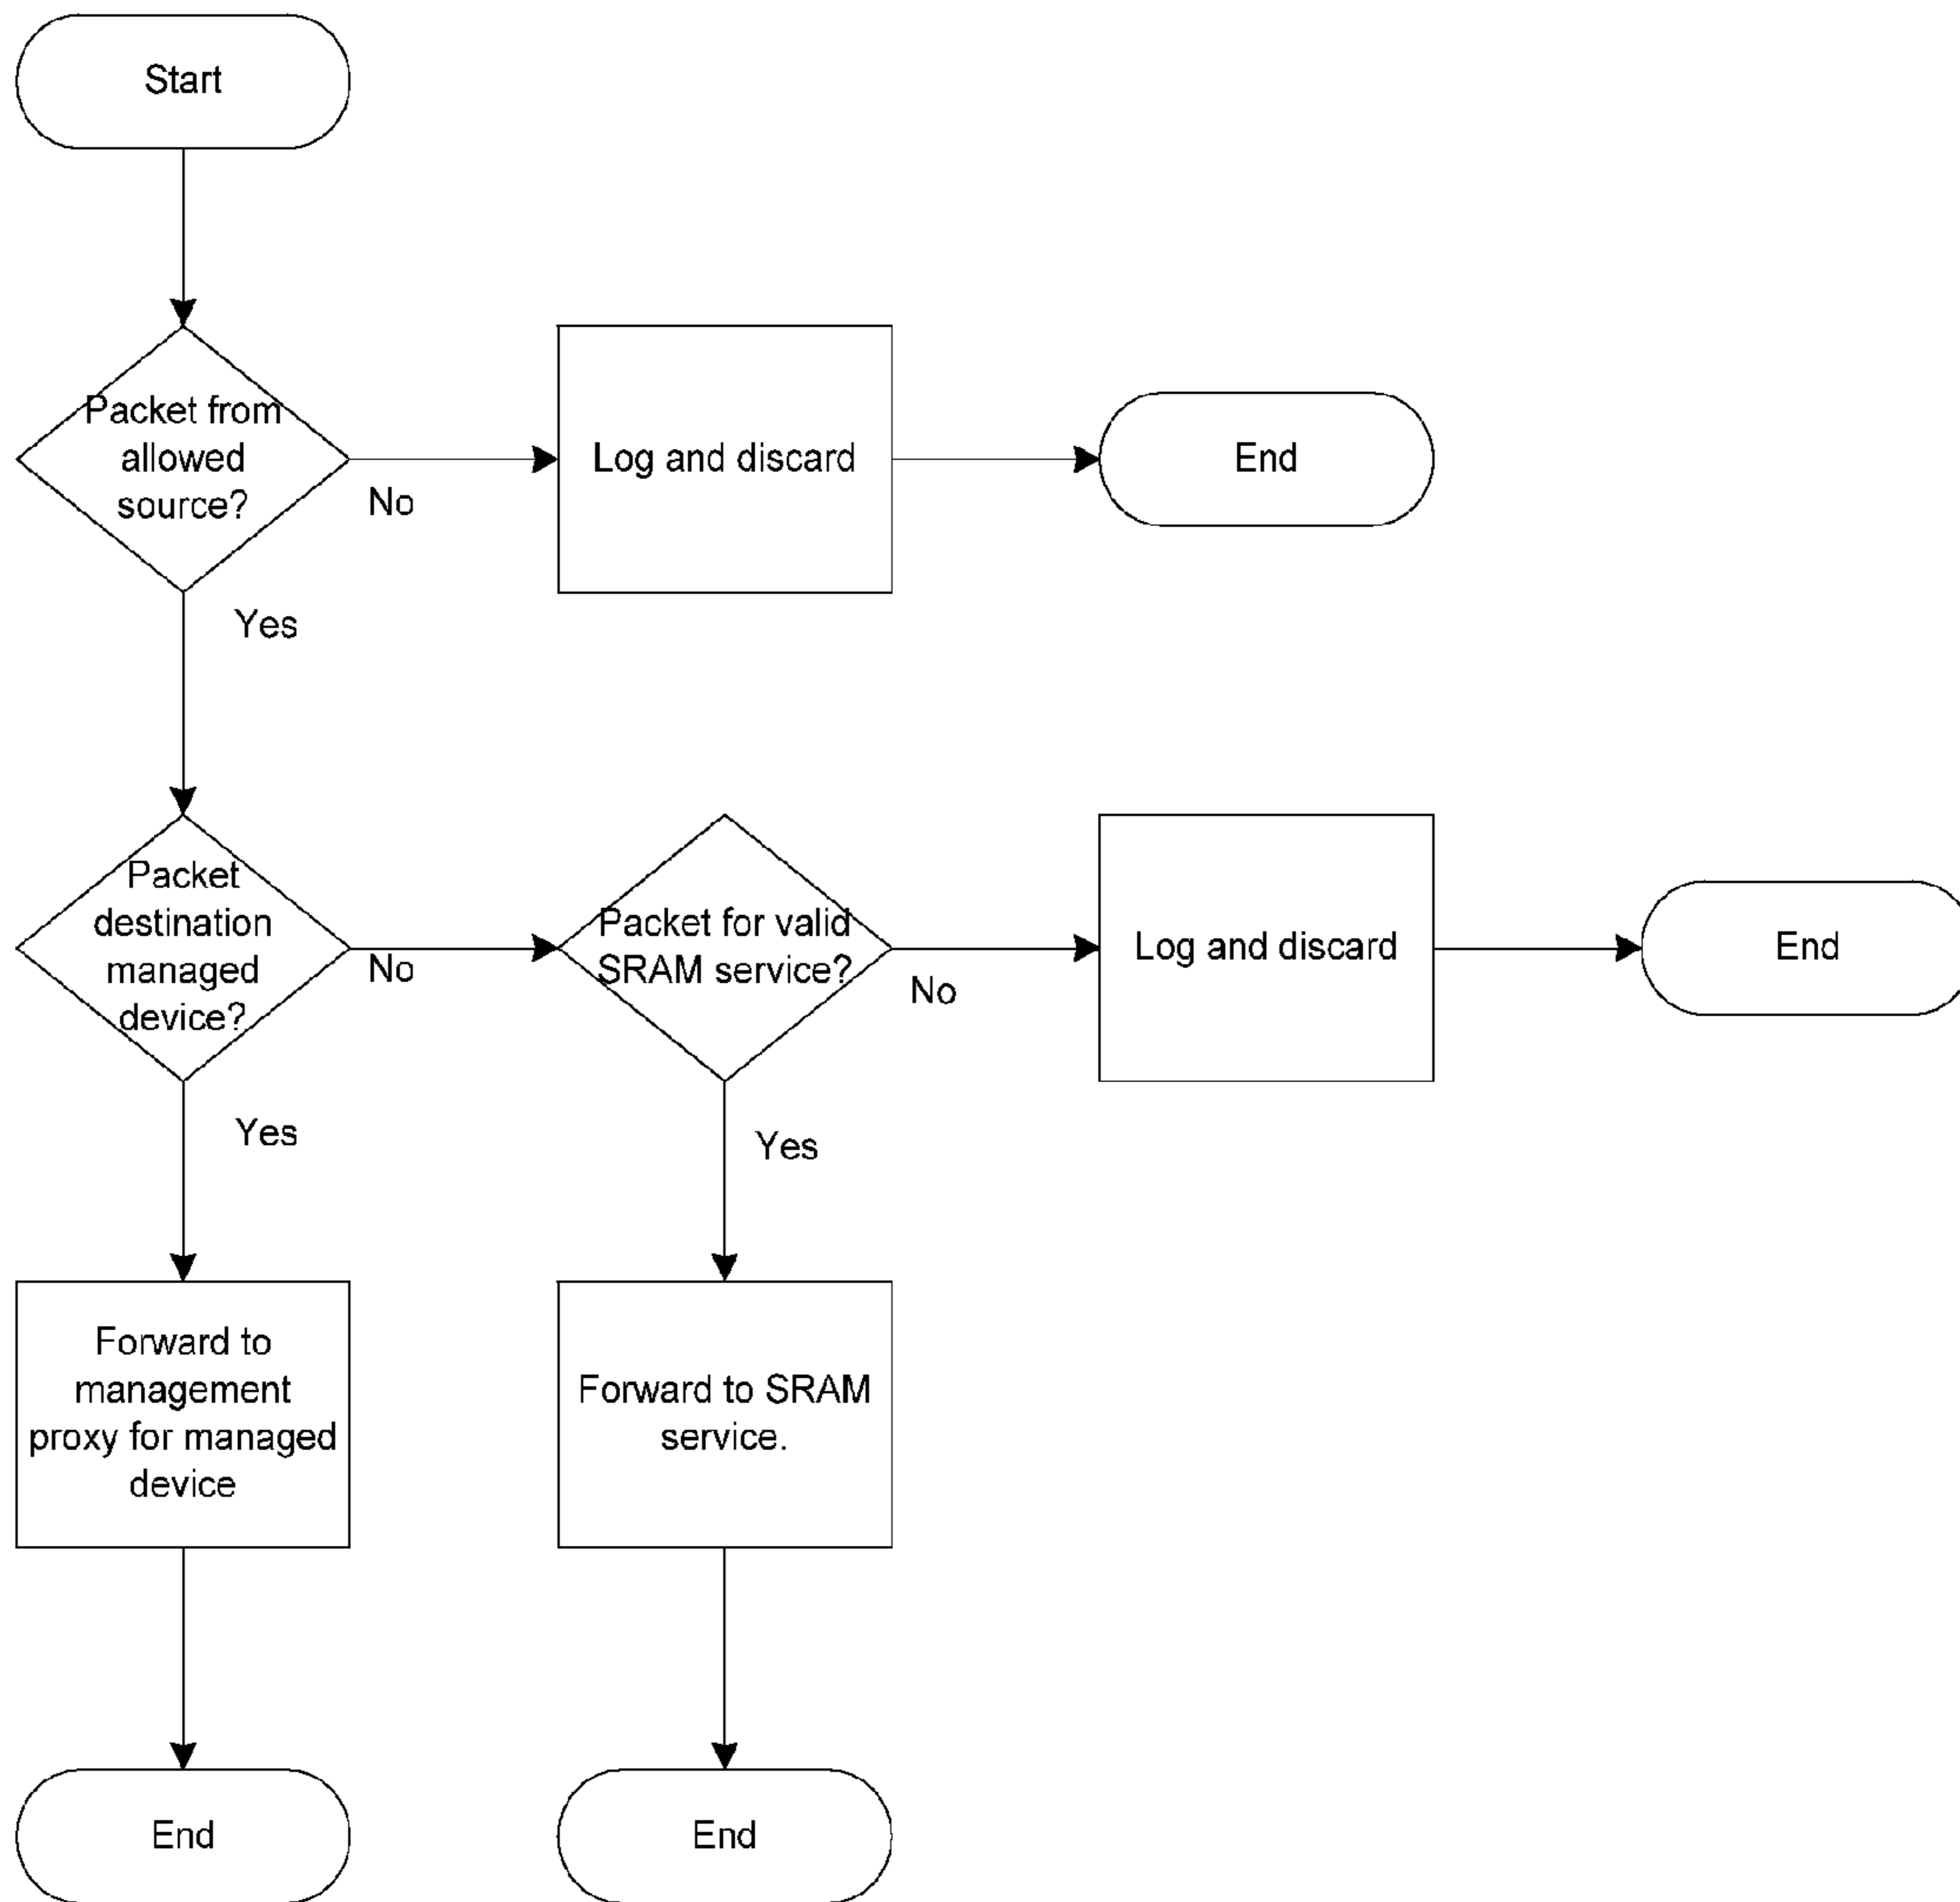 Start
Packet from
allowed
source?
No
Log and discard
End
Yes
Packet
destination
managed
device?
No
Packet for valid
SRAM service?
No
Log and discard
End
Yes
Yes
Forward to
management
proxy for managed
device
Forward to SRAM
service.
End
End